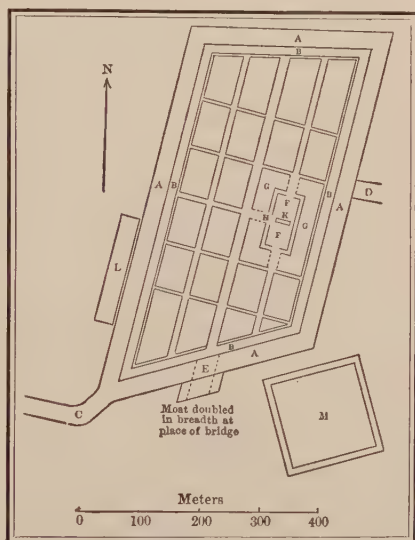 A
B
N
G
F
A
B
B
D
H
K
G
A
F
L
B
A
E
C
Moat doubled
in breadth at
place of bridge
M
Meters
0 100 200 300 400